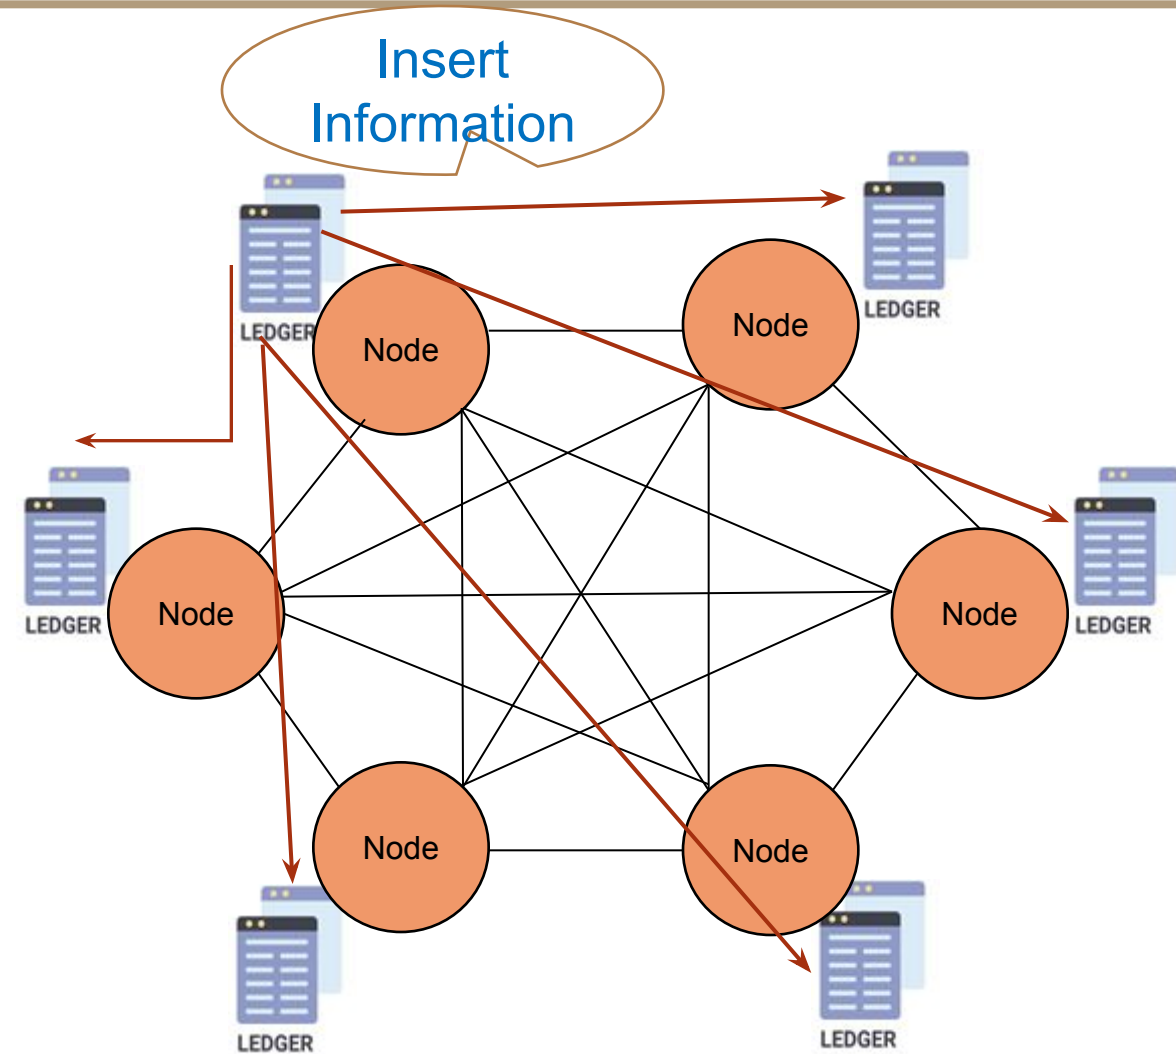 Insert
Information
LEDGER
LEDGER
Node
Node
LEDGER
Node
Node
LEDGER
Node
Node
LEDGER
LEDGER